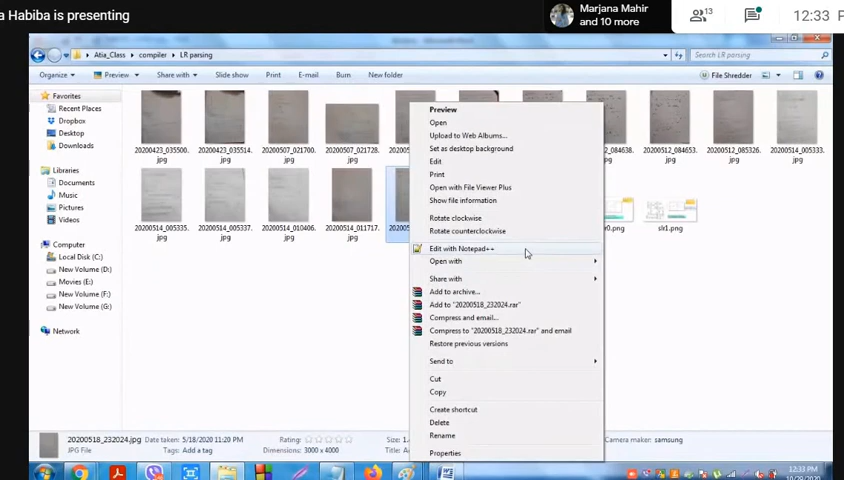 a Habiba is presenting
Marjana Mahir
and 10 more
13
12:33
Atia_Class
compiler
LR parsing
Search LR parsing
Organize
Preview
Share with
Slide show
Print
E-mail
Burn
New folder
File Shredder
Favorites
Recent Places
Dropbox
Desktop
Downloads
Libraries
Documents
Music
Pictures
Videos
Computer
Local Disk (C:)
New Volume (D:)
Movies (E:)
New Volume (F:)
New Volume (G:)
Network
20200423_035500.jpg
20200423_035514.jpg
20200507_021700.jpg
20200507_021728.jpg
20200512_084653.jpg
20200512_085326.jpg
20200514_005333.jpg
20200514_005335.jpg
20200514_010406.jpg
20200514_011717.jpg
slr1.png
Preview
Open
Upload to Web Albums...
Set as desktop background
Edit
Print
Open with File Viewer Plus
Show file information
Rotate clockwise
Rotate counterclockwise
Edit with Notepad++
Open with
Share with
Add to archive...
Add to "20200518_232024.rar"
Compress and email...
Compress to "20200518_232024.rar" and email
Restore previous versions
Send to
Cut
Copy
Create shortcut
Delete
Rename
Properties
20200518_232024.jpg
JPG File
Date taken: 5/18/2020 11:20 PM
Tags: Add a tag
Rating:
Dimensions: 3000 x 4000
Size: 1.
Title: A
Camera maker: samsung
12:33 PM
10/29/2020